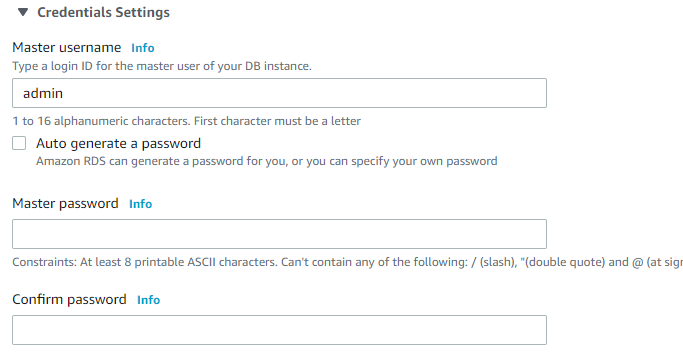 Credentials Settings
Master username Info
Type a login ID for the master user of your DB instance.
admin
1 to 16 alphanumeric characters. First character must be a letter
Auto generate a password
Amazon RDS can generate a password for you, or you can specify your own password
Master password Info
Constraints: At least 8 printable ASCII characters. Can't contain any of the following: / (slash), "(double quote) and @ (at sign
Confirm password Info